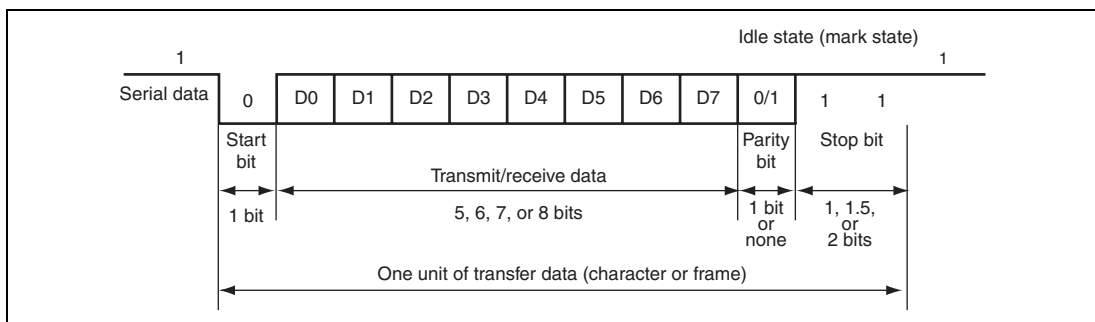 Idle state (mark state)
1 1
Serial data 0 D0 D1 D2 D3 D4 D5 D6 D7 0/1 1 1
Start
bit
Parity
bit
Stop bit
Transmit/receive data
1 bit
5, 6, 7, or 8 bits
1 bit
or
none
1, 1.5,
or
2 bits
One unit of transfer data (character or frame)